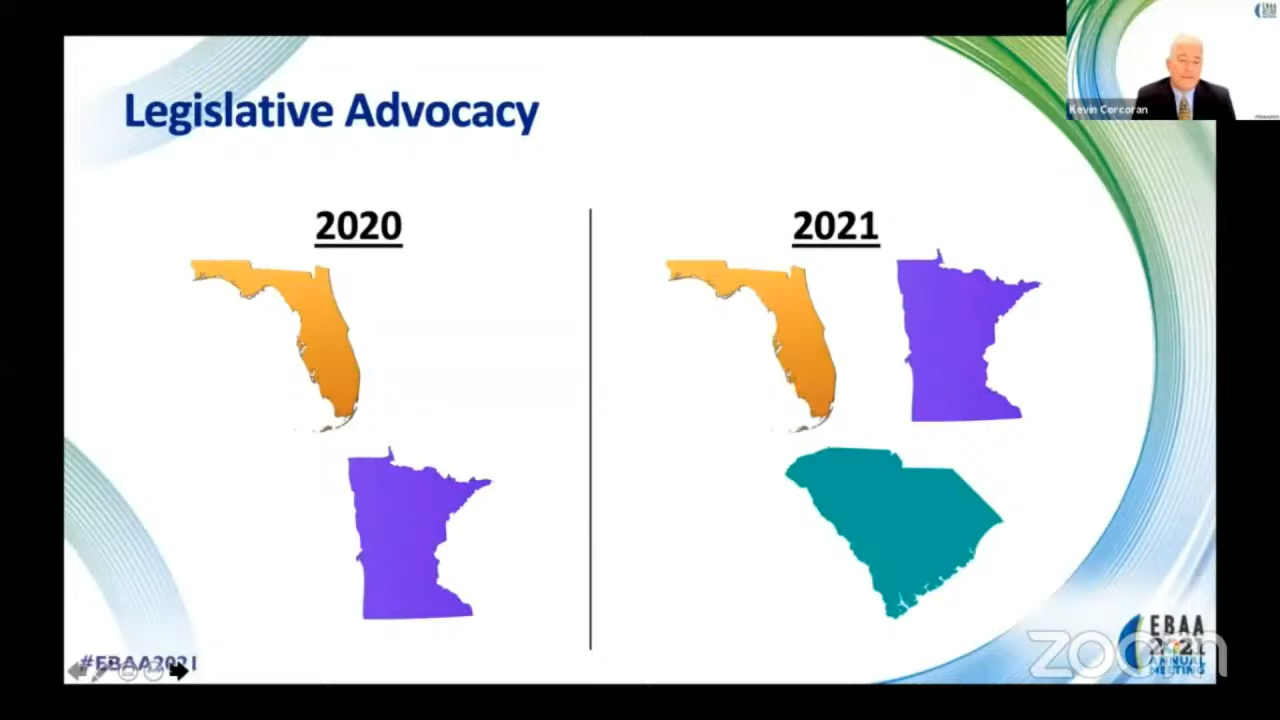 Legislative Advocacy
Kevin Corcoran
2020
2021
#EBAA2021
EBAA
2021
ANNUAL
MEETING
zoom